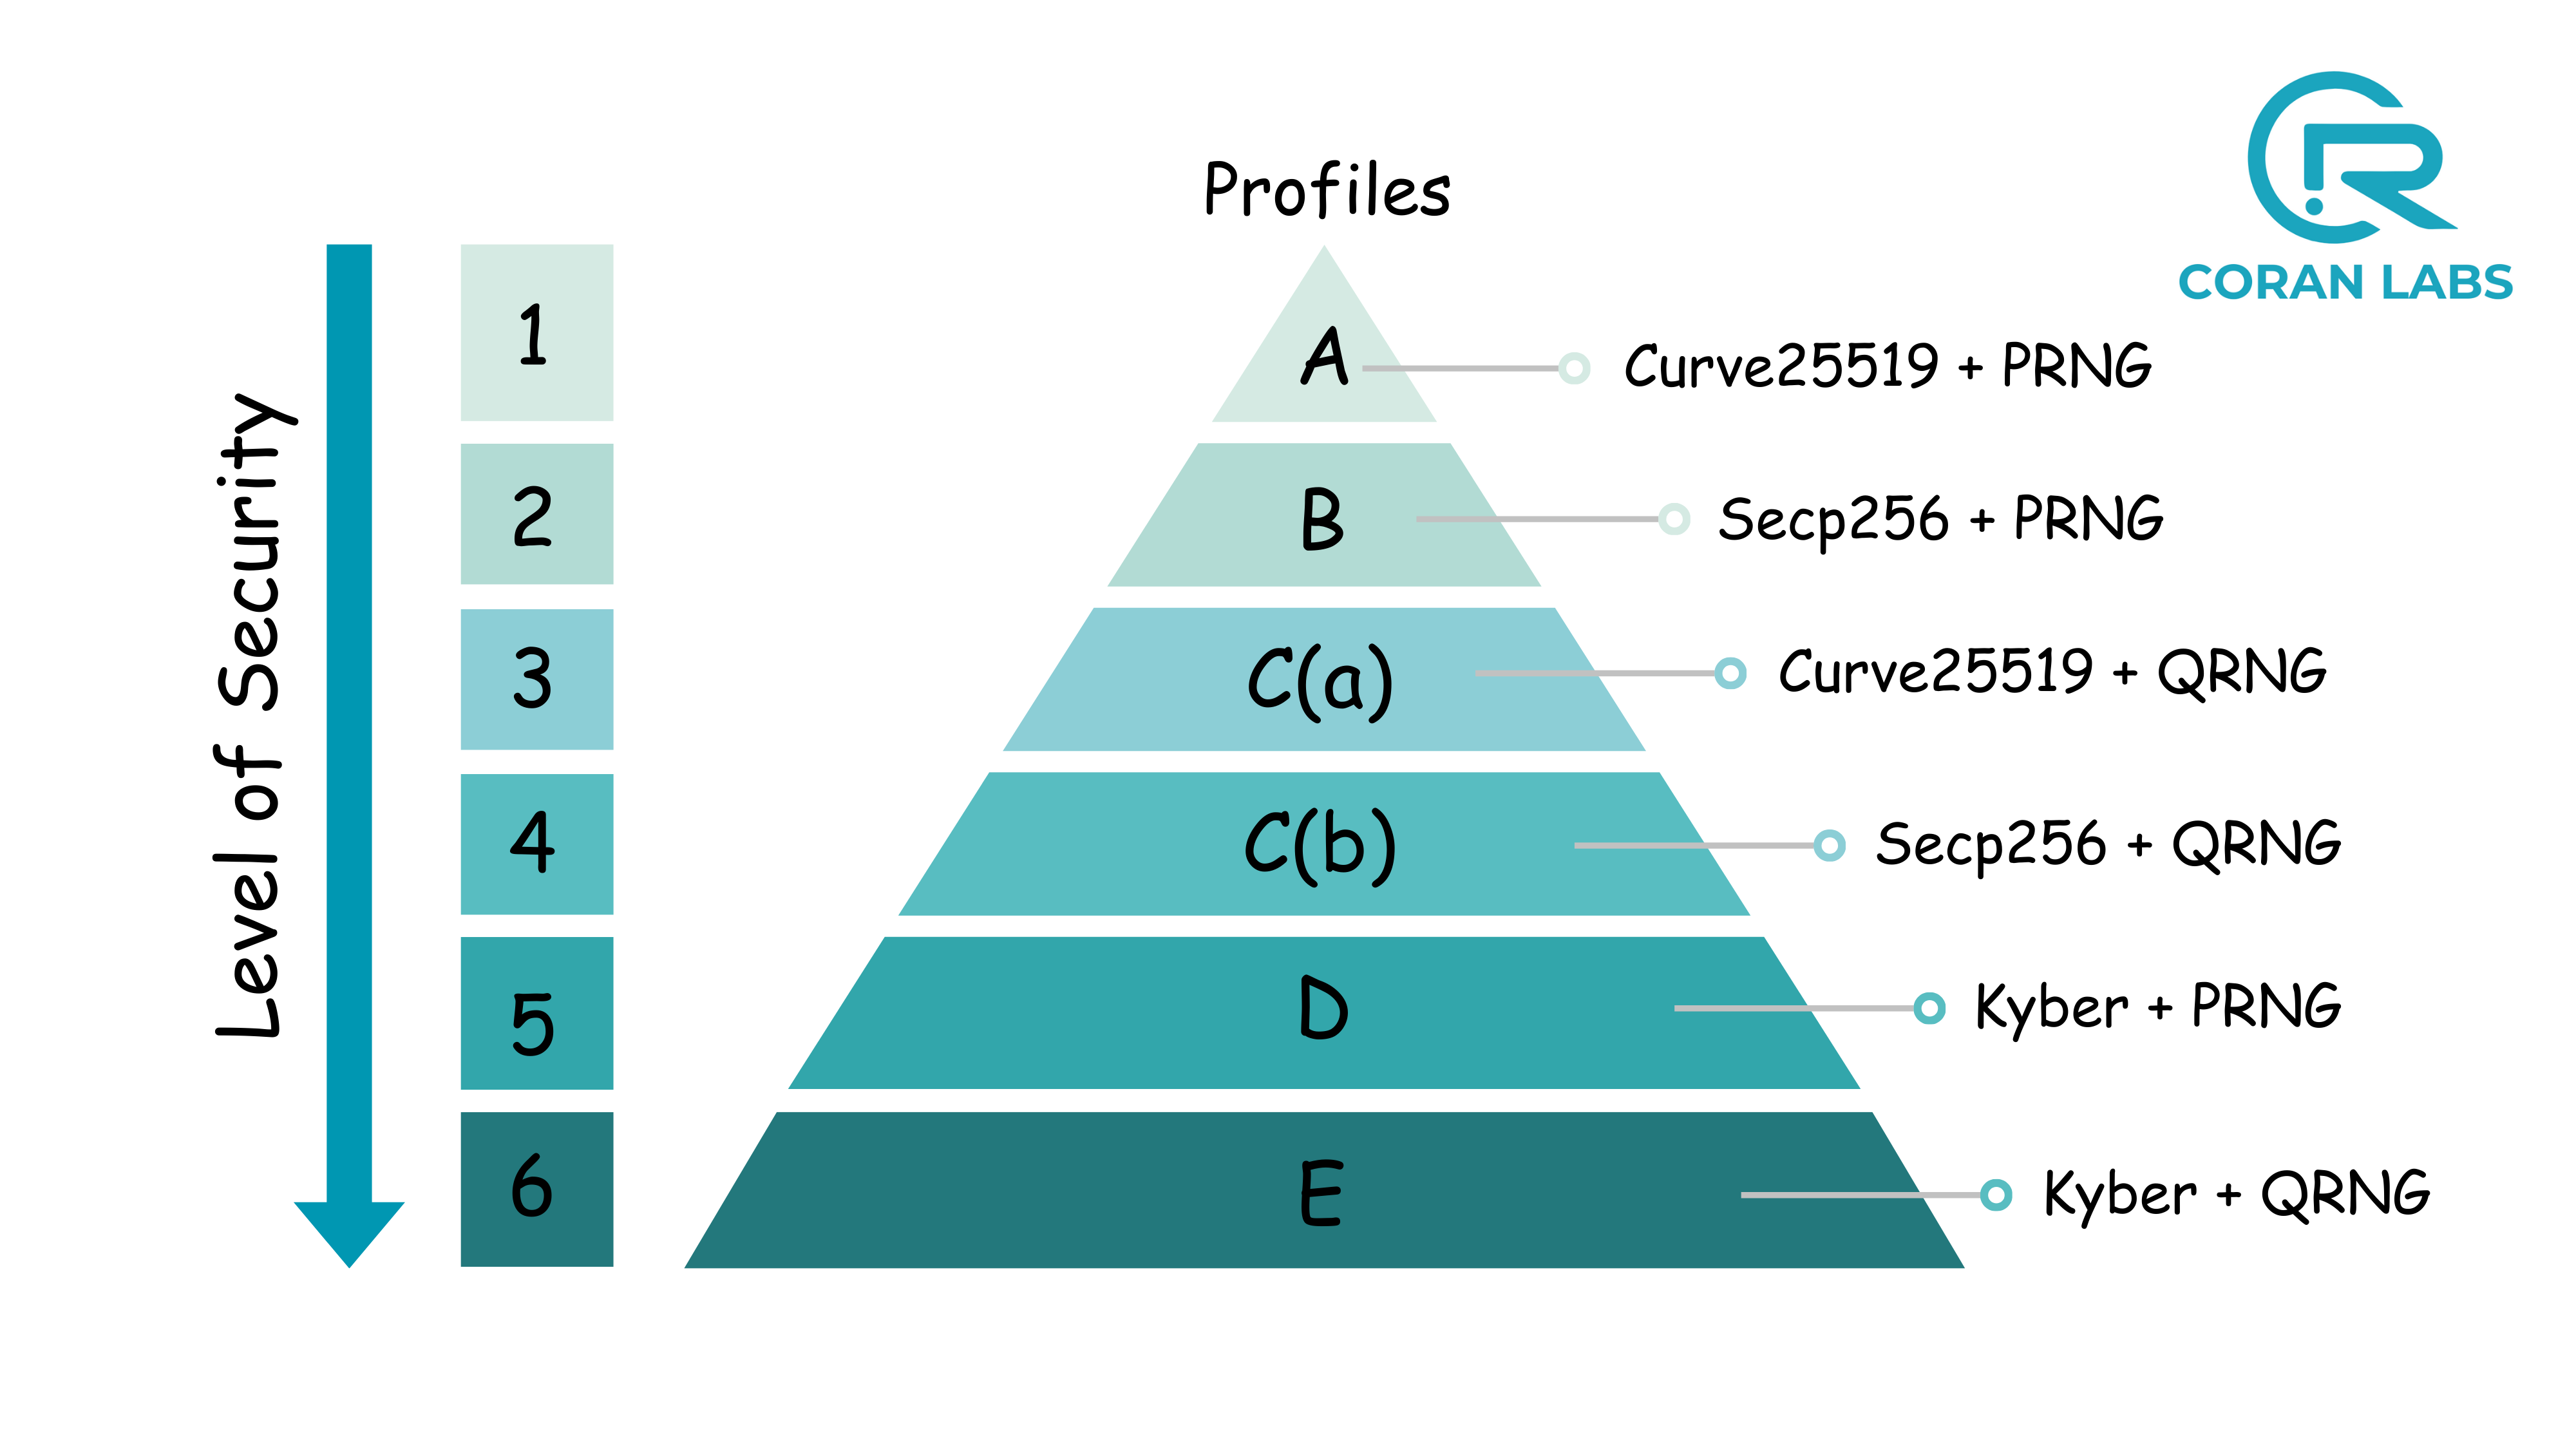 Profiles
CORAN LABS
Level of Security
1
A
Curve25519 + PRNG
2
B
Secp256 + PRNG
3
C(a)
Curve25519 + QRNG
4
C(b)
Secp256 + QRNG
5
D
Kyber + PRNG
6
E
Kyber + QRNG